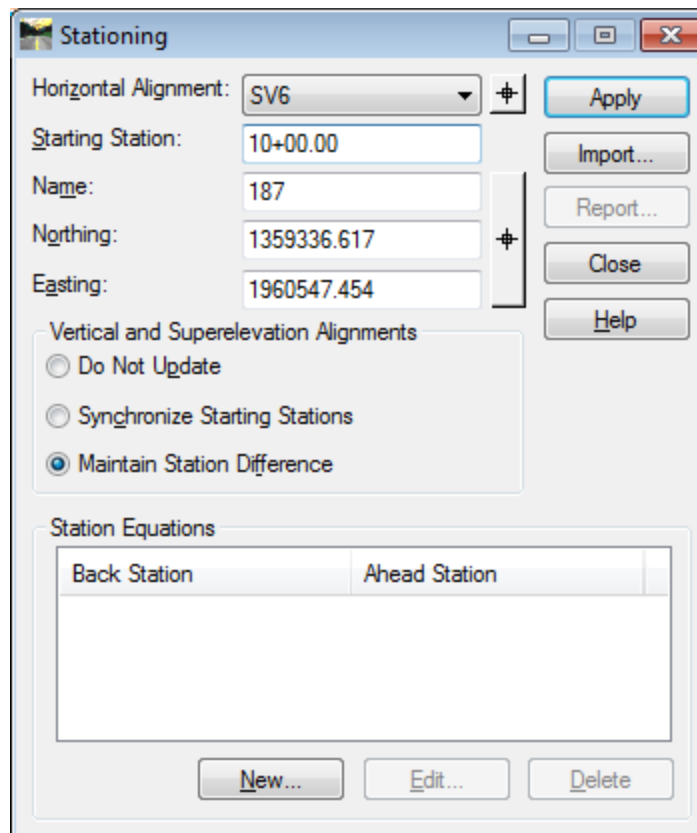 Stationing
Horizontal Alignment: SV6 Apply
Starting Station: 10+00.00 Import...
Name: 187 Report...
Northing: 1359336.617 Close
Easting: 1960547.454 Help
Vertical and Superelevation Alignments
Do Not Update
Synchronize Starting Stations
Maintain Station Difference
Station Equations
Back Station Ahead Station
New... Edit... Delete